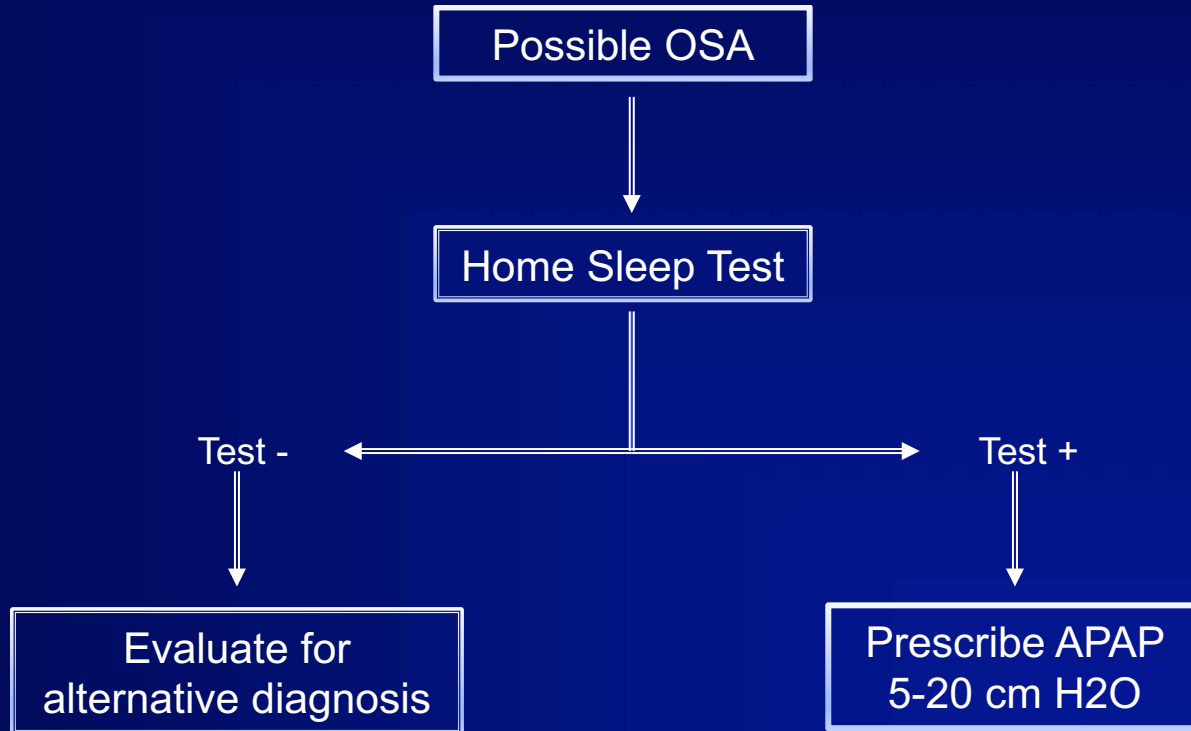 Possible OSA
Home Sleep Test
Test -
Test +
Evaluate for
alternative diagnosis
Prescribe APAP
5-20 cm H2O